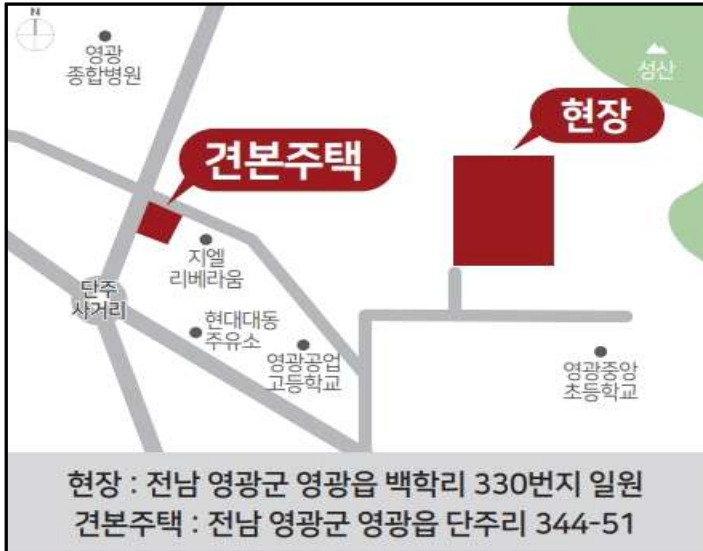 N
영광
종합병원
성산
현장
견본주택
지엘
리베라움
단주
사거리
현대대동
주유소
영광공업
고등학교
영광중앙
초등학교
현장 : 전남 영광군 영광읍 백학리 330번지 일원
견본주택 : 전남 영광군 영광읍 단주리 344-51